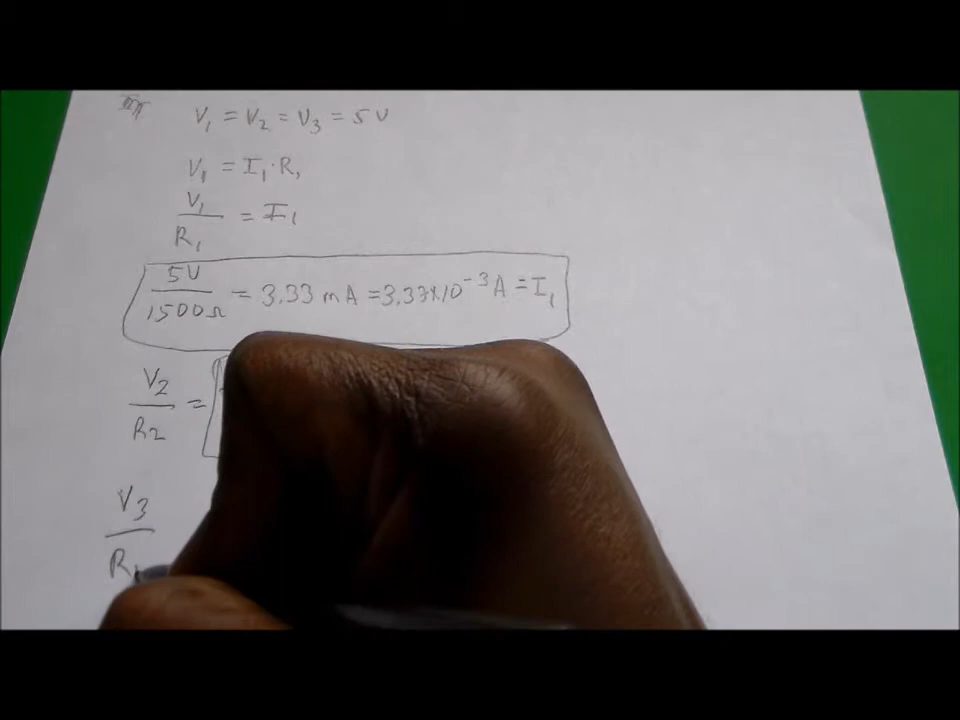 V₁ = V₂ = V₃ = 5V
V₁ = I₁·R₁
V₁/R₁ = I₁
5V/1500Ω = 3.33 mA = 3.33×10⁻³A = I₁
V₂/R₂ =
V₃/R